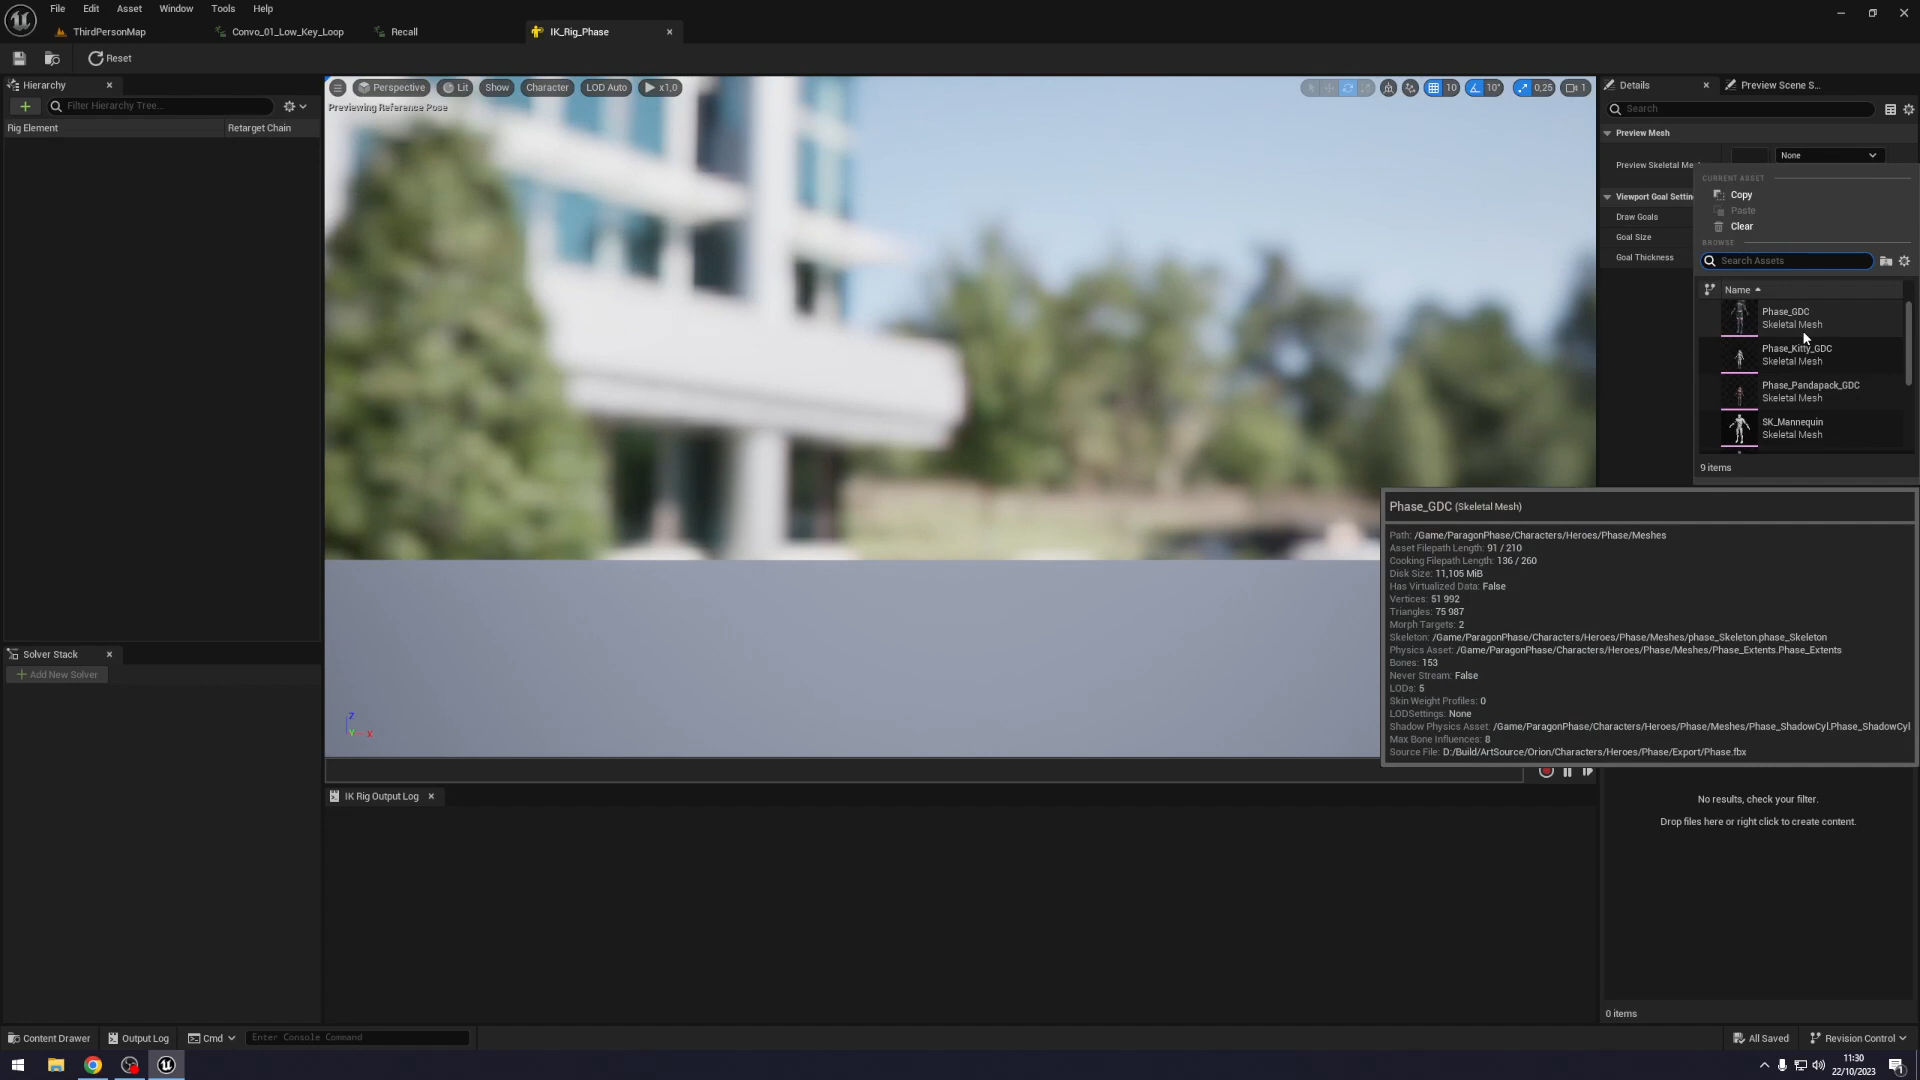 File Edit Asset Window Tools Help
ThirdPersonMap Convo_01_Low_Key_Loop Recall IK_Rig_Phase
Reset
Hierarchy
Filter Hierarchy Tree...
Rig Element Retarget Chain
Perspective Lit Show Character LOD Auto x1,0 10 10° 0,25 1
Previewing Reference Pose
Details Preview Scene S...
Search
Preview Mesh
Preview Skeletal Me None
Viewport Goal Settin
Draw Goals
Goal Size
Goal Thickness
CURRENT ASSET
Copy
Paste
Clear
BROWSE
Search Assets
Name
Phase_GDC
Skeletal Mesh
Phase_Kitty_GDC
Skeletal Mesh
Phase_Pandapack_GDC
Skeletal Mesh
SK_Mannequin
Skeletal Mesh
9 items
Phase_GDC (Skeletal Mesh)
Path: /Game/ParagonPhase/Characters/Heroes/Phase/Meshes
Asset Filepath Length: 91 / 210
Cooking Filepath Length: 136 / 260
Disk Size: 11,105 MiB
Has Virtualized Data: False
Vertices: 51 992
Triangles: 75 987
Morph Targets: 2
Skeleton: /Game/ParagonPhase/Characters/Heroes/Phase/Meshes/phase_Skeleton.phase_Skeleton
Physics Asset: /Game/ParagonPhase/Characters/Heroes/Phase/Meshes/Phase_Extents.Phase_Extents
Bones: 153
Never Stream: False
LODs: 5
Skin Weight Profiles: 0
LODSettings: None
Shadow Physics Asset: /Game/ParagonPhase/Characters/Heroes/Phase/Meshes/Phase_ShadowCyl.Phase_ShadowCyl
Max Bone Influences: 8
Source File: D:/Build/ArtSource/Orion/Characters/Heroes/Phase/Export/Phase.fbx
Solver Stack
Add New Solver
Z
Y X
IK Rig Output Log
No results, check your filter.
Drop files here or right click to create content.
0 items
Content Drawer Output Log Cmd Enter Console Command All Saved Revision Control
11:30
22/10/2023
1